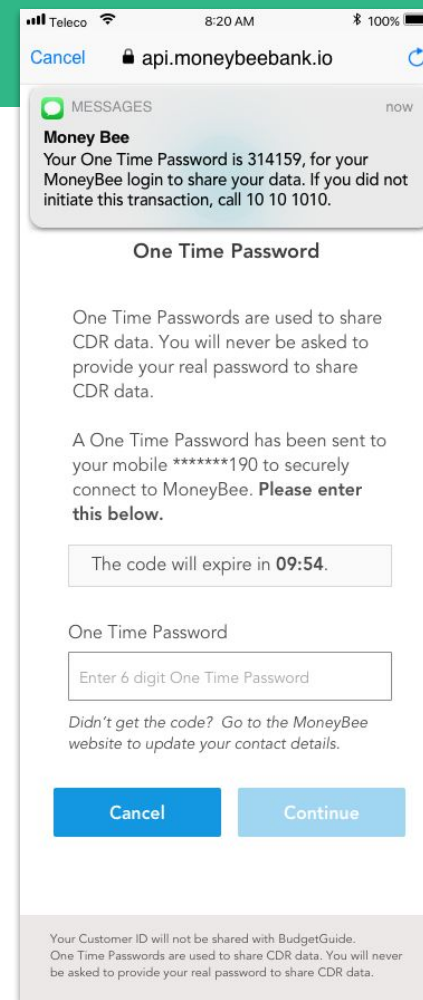 Teleco 8:20 AM 100%
Cancel api.moneybeebank.io
MESSAGES now
Money Bee
Your One Time Password is 314159, for your
MoneyBee login to share your data. If you did not
initiate this transaction, call 10 10 1010.
One Time Password
One Time Passwords are used to share
CDR data. You will never be asked to
provide your real password to share
CDR data.
A One Time Password has been sent to
your mobile *******190 to securely
connect to MoneyBee. Please enter
this below.
The code will expire in 09:54.
One Time Password
Enter 6 digit One Time Password
Didn't get the code? Go to the MoneyBee
website to update your contact details.
Cancel Continue
Your Customer ID will not be shared with BudgetGuide.
One Time Passwords are used to share CDR data. You will never
be asked to provide your real password to share CDR data.